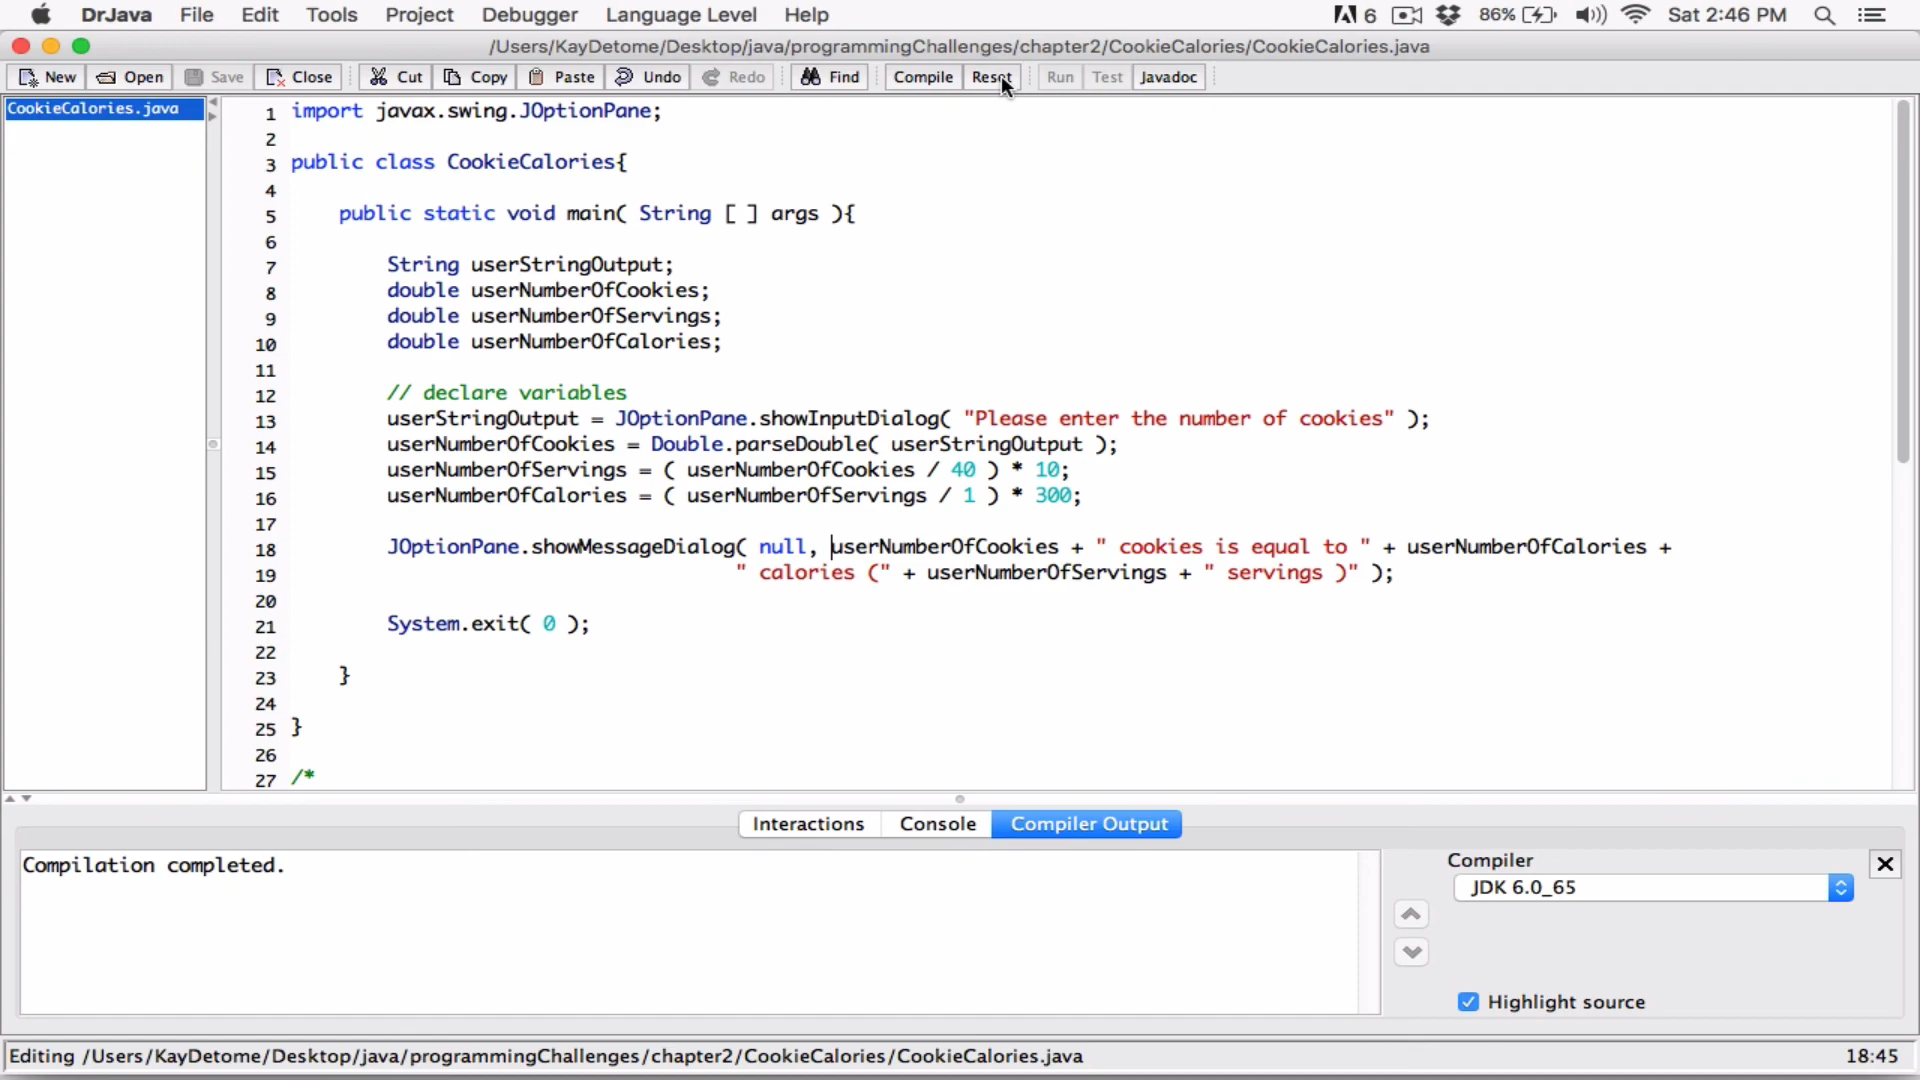 DrJava File Edit Tools Project Debugger Language Level Help 6 86% Sat 2:46 PM
/Users/KayDetome/Desktop/java/programmingChallenges/chapter2/CookieCalories/CookieCalories.java
New Open Save Close Cut Copy Paste Undo Redo Find Compile Reset Run Test Javadoc
CookieCalories.java
1 import javax.swing.JOptionPane;
2
3 public class CookieCalories{
4
5 public static void main( String [ ] args ){
6
7 String userStringOutput;
8 double userNumberOfCookies;
9 double userNumberOfServings;
10 double userNumberOfCalories;
11
12 // declare variables
13 userStringOutput = JOptionPane.showInputDialog( "Please enter the number of cookies" );
14 userNumberOfCookies = Double.parseDouble( userStringOutput );
15 userNumberOfServings = ( userNumberOfCookies / 40 ) * 10;
16 userNumberOfCalories = ( userNumberOfServings / 1 ) * 300;
17
18 JOptionPane.showMessageDialog( null, userNumberOfCookies + " cookies is equal to " + userNumberOfCalories +
19 " calories (" + userNumberOfServings + " servings )" );
20
21 System.exit( 0 );
22
23 }
24
25 }
26
27 /*
Interactions Console Compiler Output
Compilation completed.
Compiler
JDK 6.0_65
Highlight source
Editing /Users/KayDetome/Desktop/java/programmingChallenges/chapter2/CookieCalories/CookieCalories.java 18:45